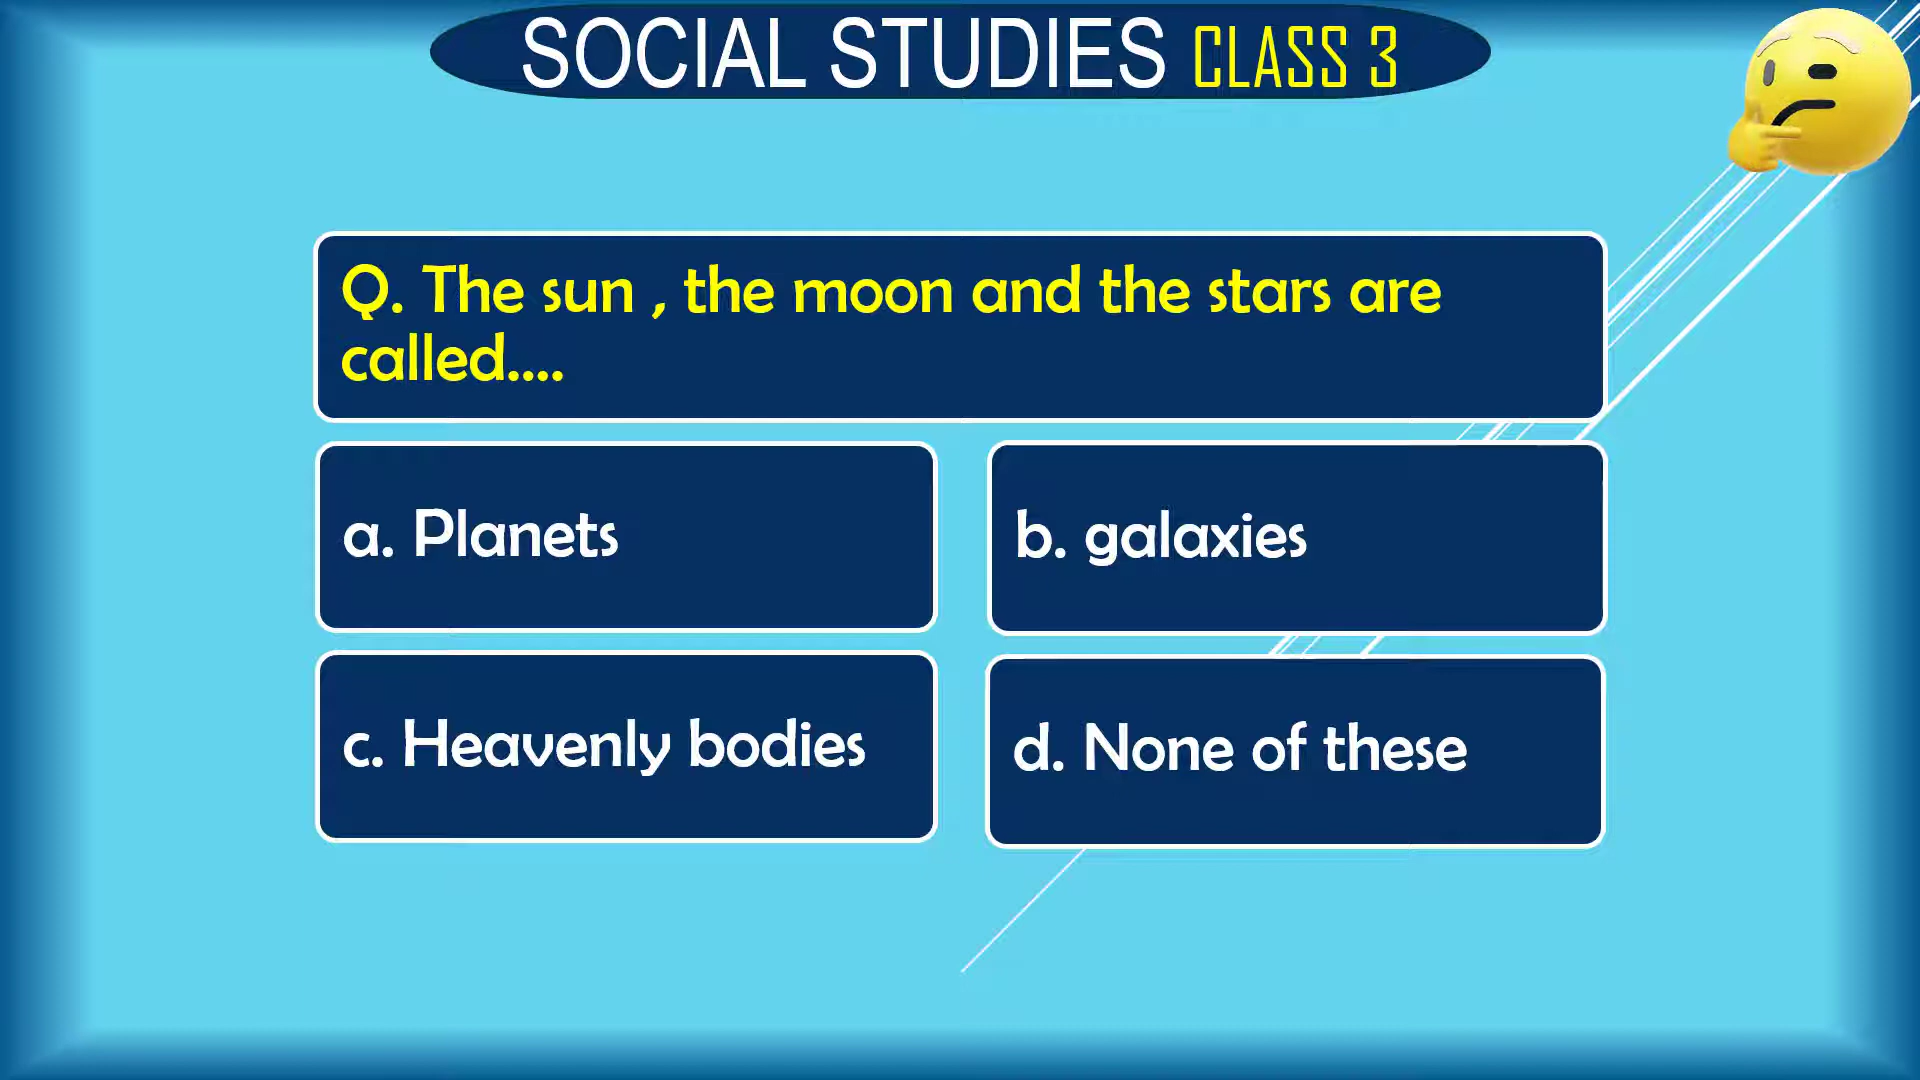 SOCIAL STUDIES CLASS 3
Q. The sun , the moon and the stars are
called....
a. Planets
b. galaxies
c. Heavenly bodies
d. None of these